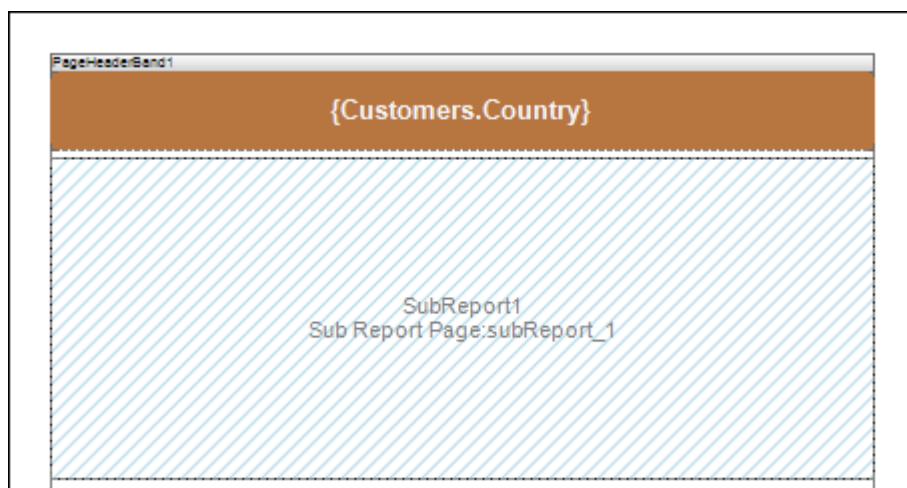 PageHeaderBand1
{Customers.Country}
SubReport1
Sub Report Page:subReport_1